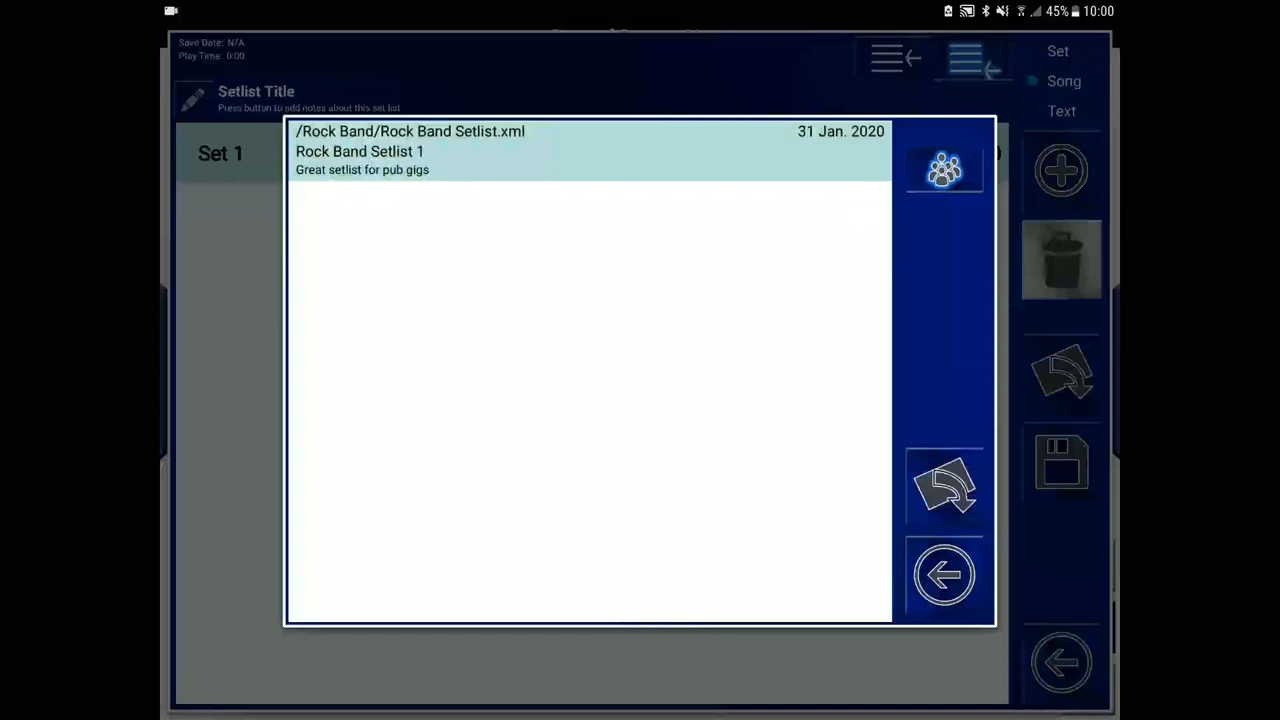 45% 10:00
Save Date: N/A
Play Time: 0:00
Set
Song
Text
Setlist Title
Press button to add notes about this set list
Set 1
/Rock Band/Rock Band Setlist.xml 31 Jan. 2020
Rock Band Setlist 1
Great setlist for pub gigs